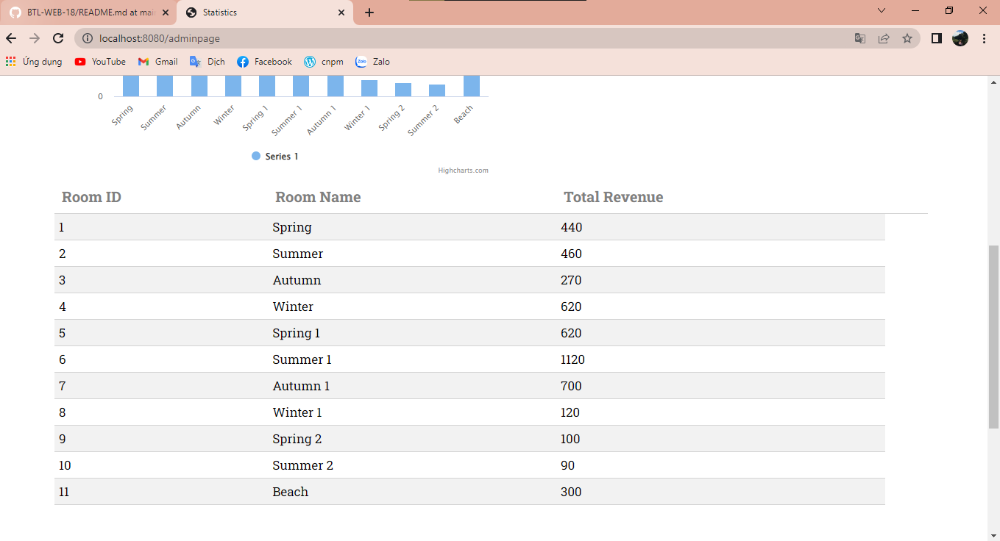 BTL-WEB-18/README.md at mai
Statistics
localhost:8080/adminpage
Ứng dụng YouTube Gmail Dịch Facebook cnpm Zalo
0
Spring Summer Autumn Winter Spring 1 Summer 1 Autumn 1 Winter 1 Spring 2 Summer 2 Beach
Series 1
Highcharts.com
Room ID Room Name Total Revenue
1 Spring 440
2 Summer 460
3 Autumn 270
4 Winter 620
5 Spring 1 620
6 Summer 1 1120
7 Autumn 1 700
8 Winter 1 120
9 Spring 2 100
10 Summer 2 90
11 Beach 300